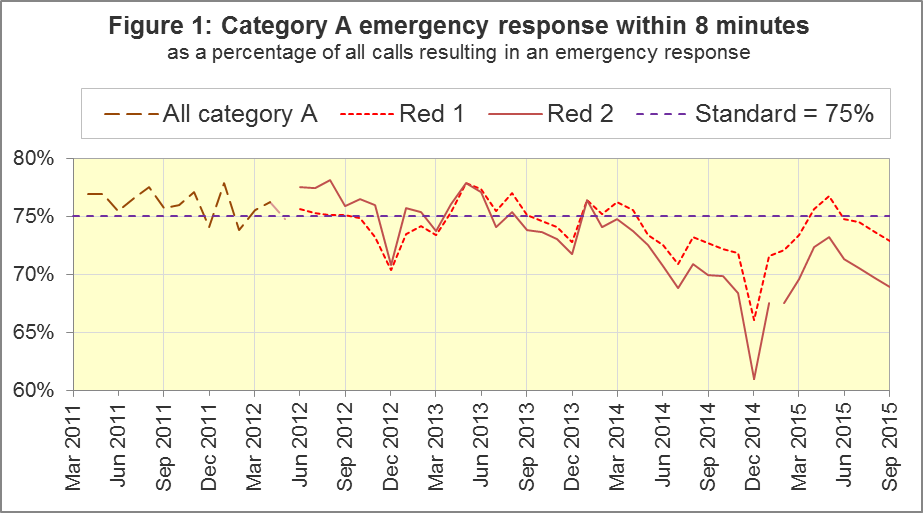 Figure 1: Category A emergency response within 8 minutes
as a percentage of all calls resulting in an emergency response
All category A
Red 1
Red 2
Standard = 75%
80%
75%
70%
65%
60%
Mar 2011
Jun 2011
Sep 2011
Dec 2011
Mar 2012
Jun 2012
Sep 2012
Dec 2012
Mar 2013
Jun 2013
Sep 2013
Dec 2013
Mar 2014
Jun 2014
Sep 2014
Dec 2014
Mar 2015
Jun 2015
Sep 2015